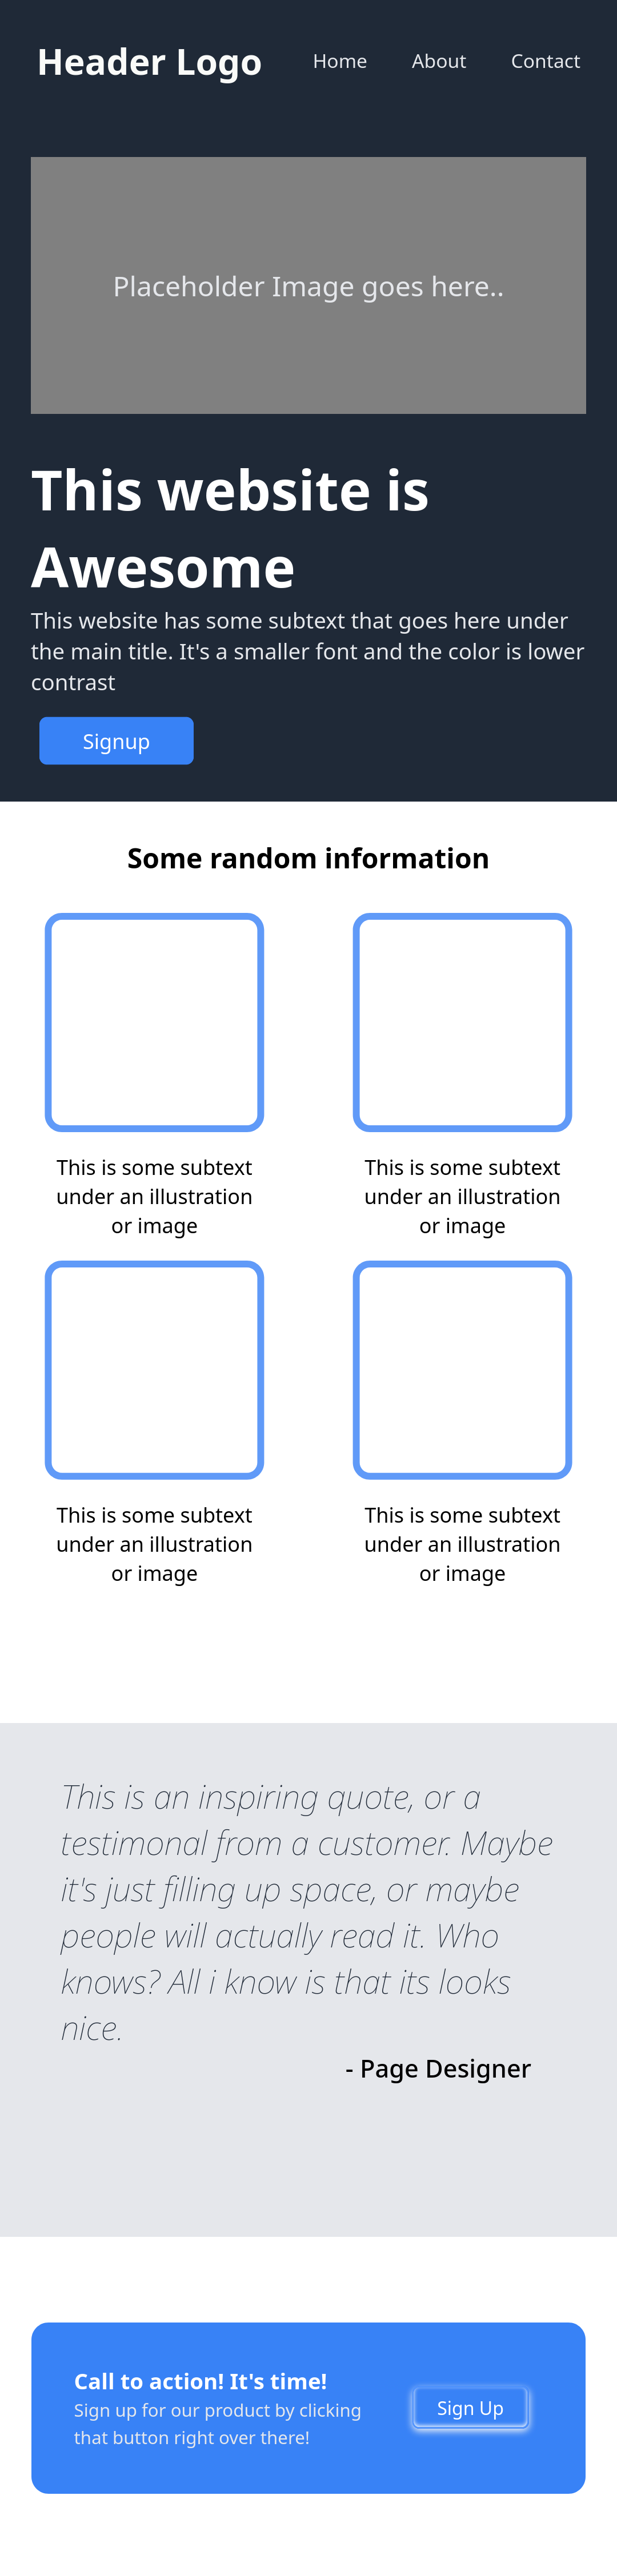 Header Logo
Home
About
Contact
Placeholder Image goes here..
This website is
Awesome
This website has some subtext that goes here under
the main title. It's a smaller font and the color is lower
contrast
Signup
Some random information
This is some subtext
under an illustration
or image
This is some subtext
under an illustration
or image
This is some subtext
under an illustration
or image
This is some subtext
under an illustration
or image
This is an inspiring quote, or a
testimonal from a customer. Maybe
it's just filling up space, or maybe
people will actually read it. Who
knows? All i know is that its looks
nice.
- Page Designer
Call to action! It's time!
Sign up for our product by clicking
that button right over there!
Sign Up